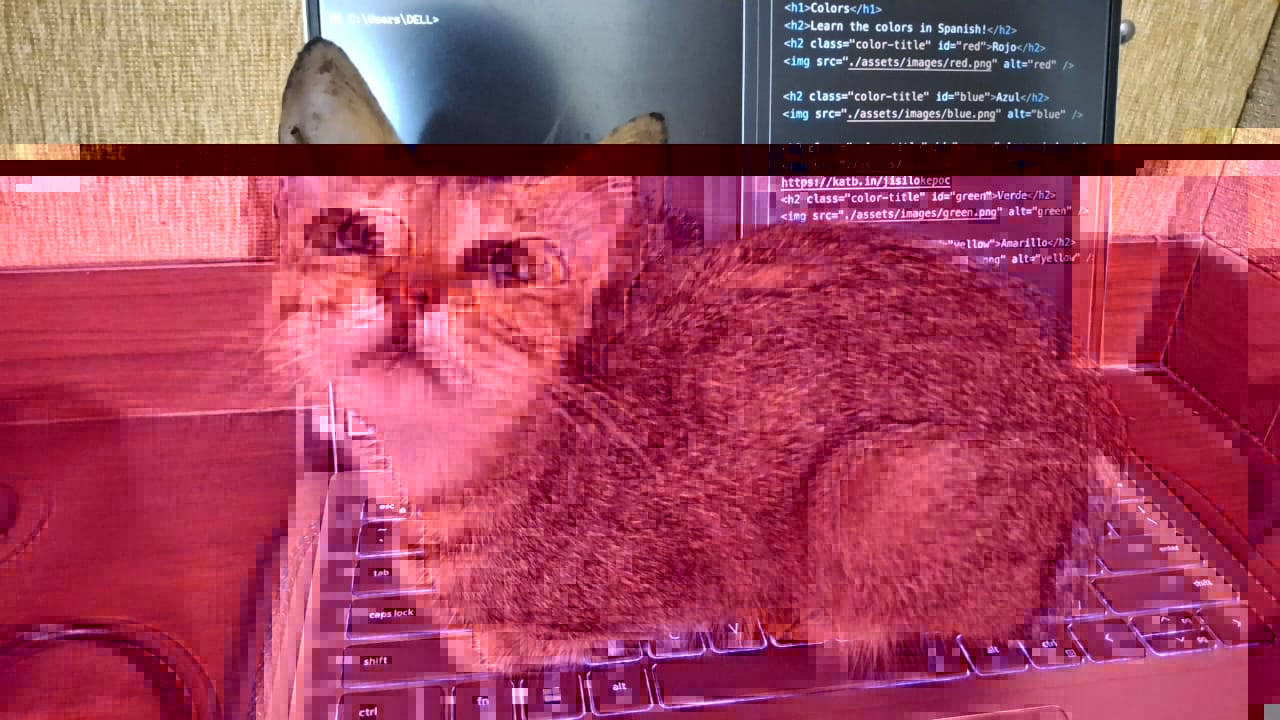 C:\Users\DELL>
<h1>Colors</h1>
<h2>Learn the colors in Spanish!</h2>
<h2 class="color-title" id="red">Rojo</h2>
<img src="./assets/images/red.png" alt="red" />
<h2 class="color-title" id="blue">Azul</h2>
<img src="./assets/images/blue.png" alt="blue" />
https://katb.in/jisilokepoc
<h2 class="color-title" id="green">Verde</h2>
<img src="./assets/images/green.png" alt="green" />
"yellow">Amarillo</h2>
png" alt="yellow" />
esc
tab
enter
caps lock
shift
shift
alt
ctrl
fn
alt
ctrl